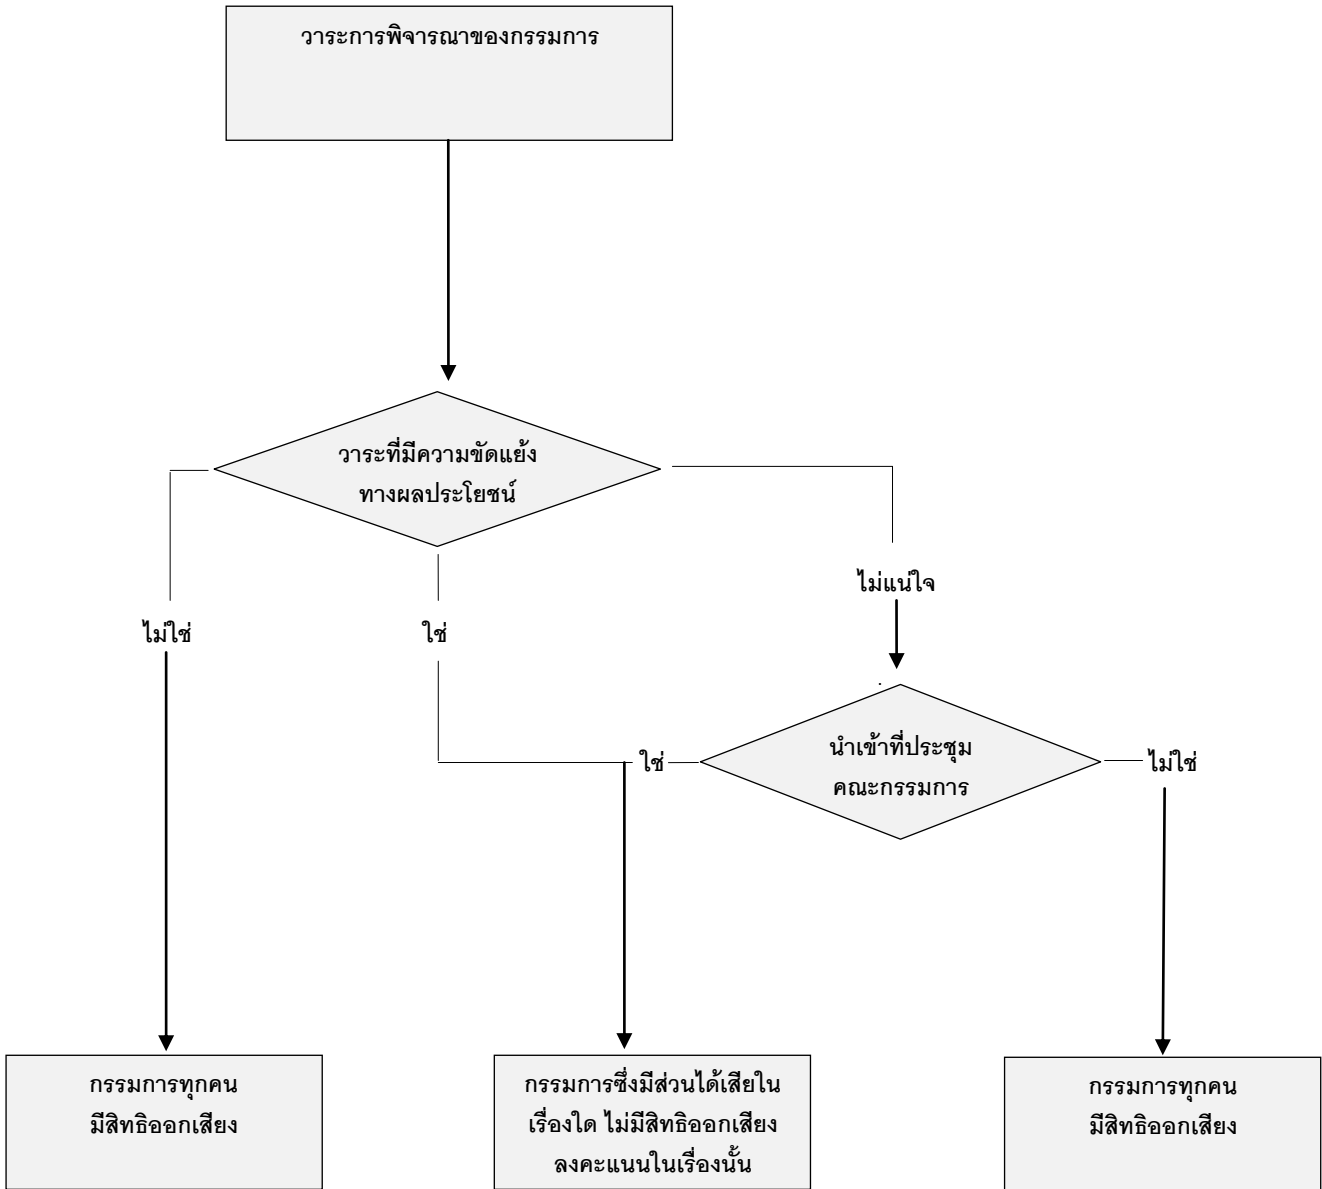 วาระการพิจารณาของกรรมการ
วาระที่มีความขัดแย้ง
ทางผลประโยชน์
ไม่แน่ใจ
ไม่ใช่
ใช่
นำเข้าที่ประชุม
คณะกรรมการ
ใช่
ไม่ใช่
กรรมการทุกคน
มีสิทธิออกเสียง
กรรมการซึ่งมีส่วนได้เสียใน
เรื่องใด ไม่มีสิทธิออกเสียง
ลงคะแนนในเรื่องนั้น
กรรมการทุกคน
มีสิทธิออกเสียง